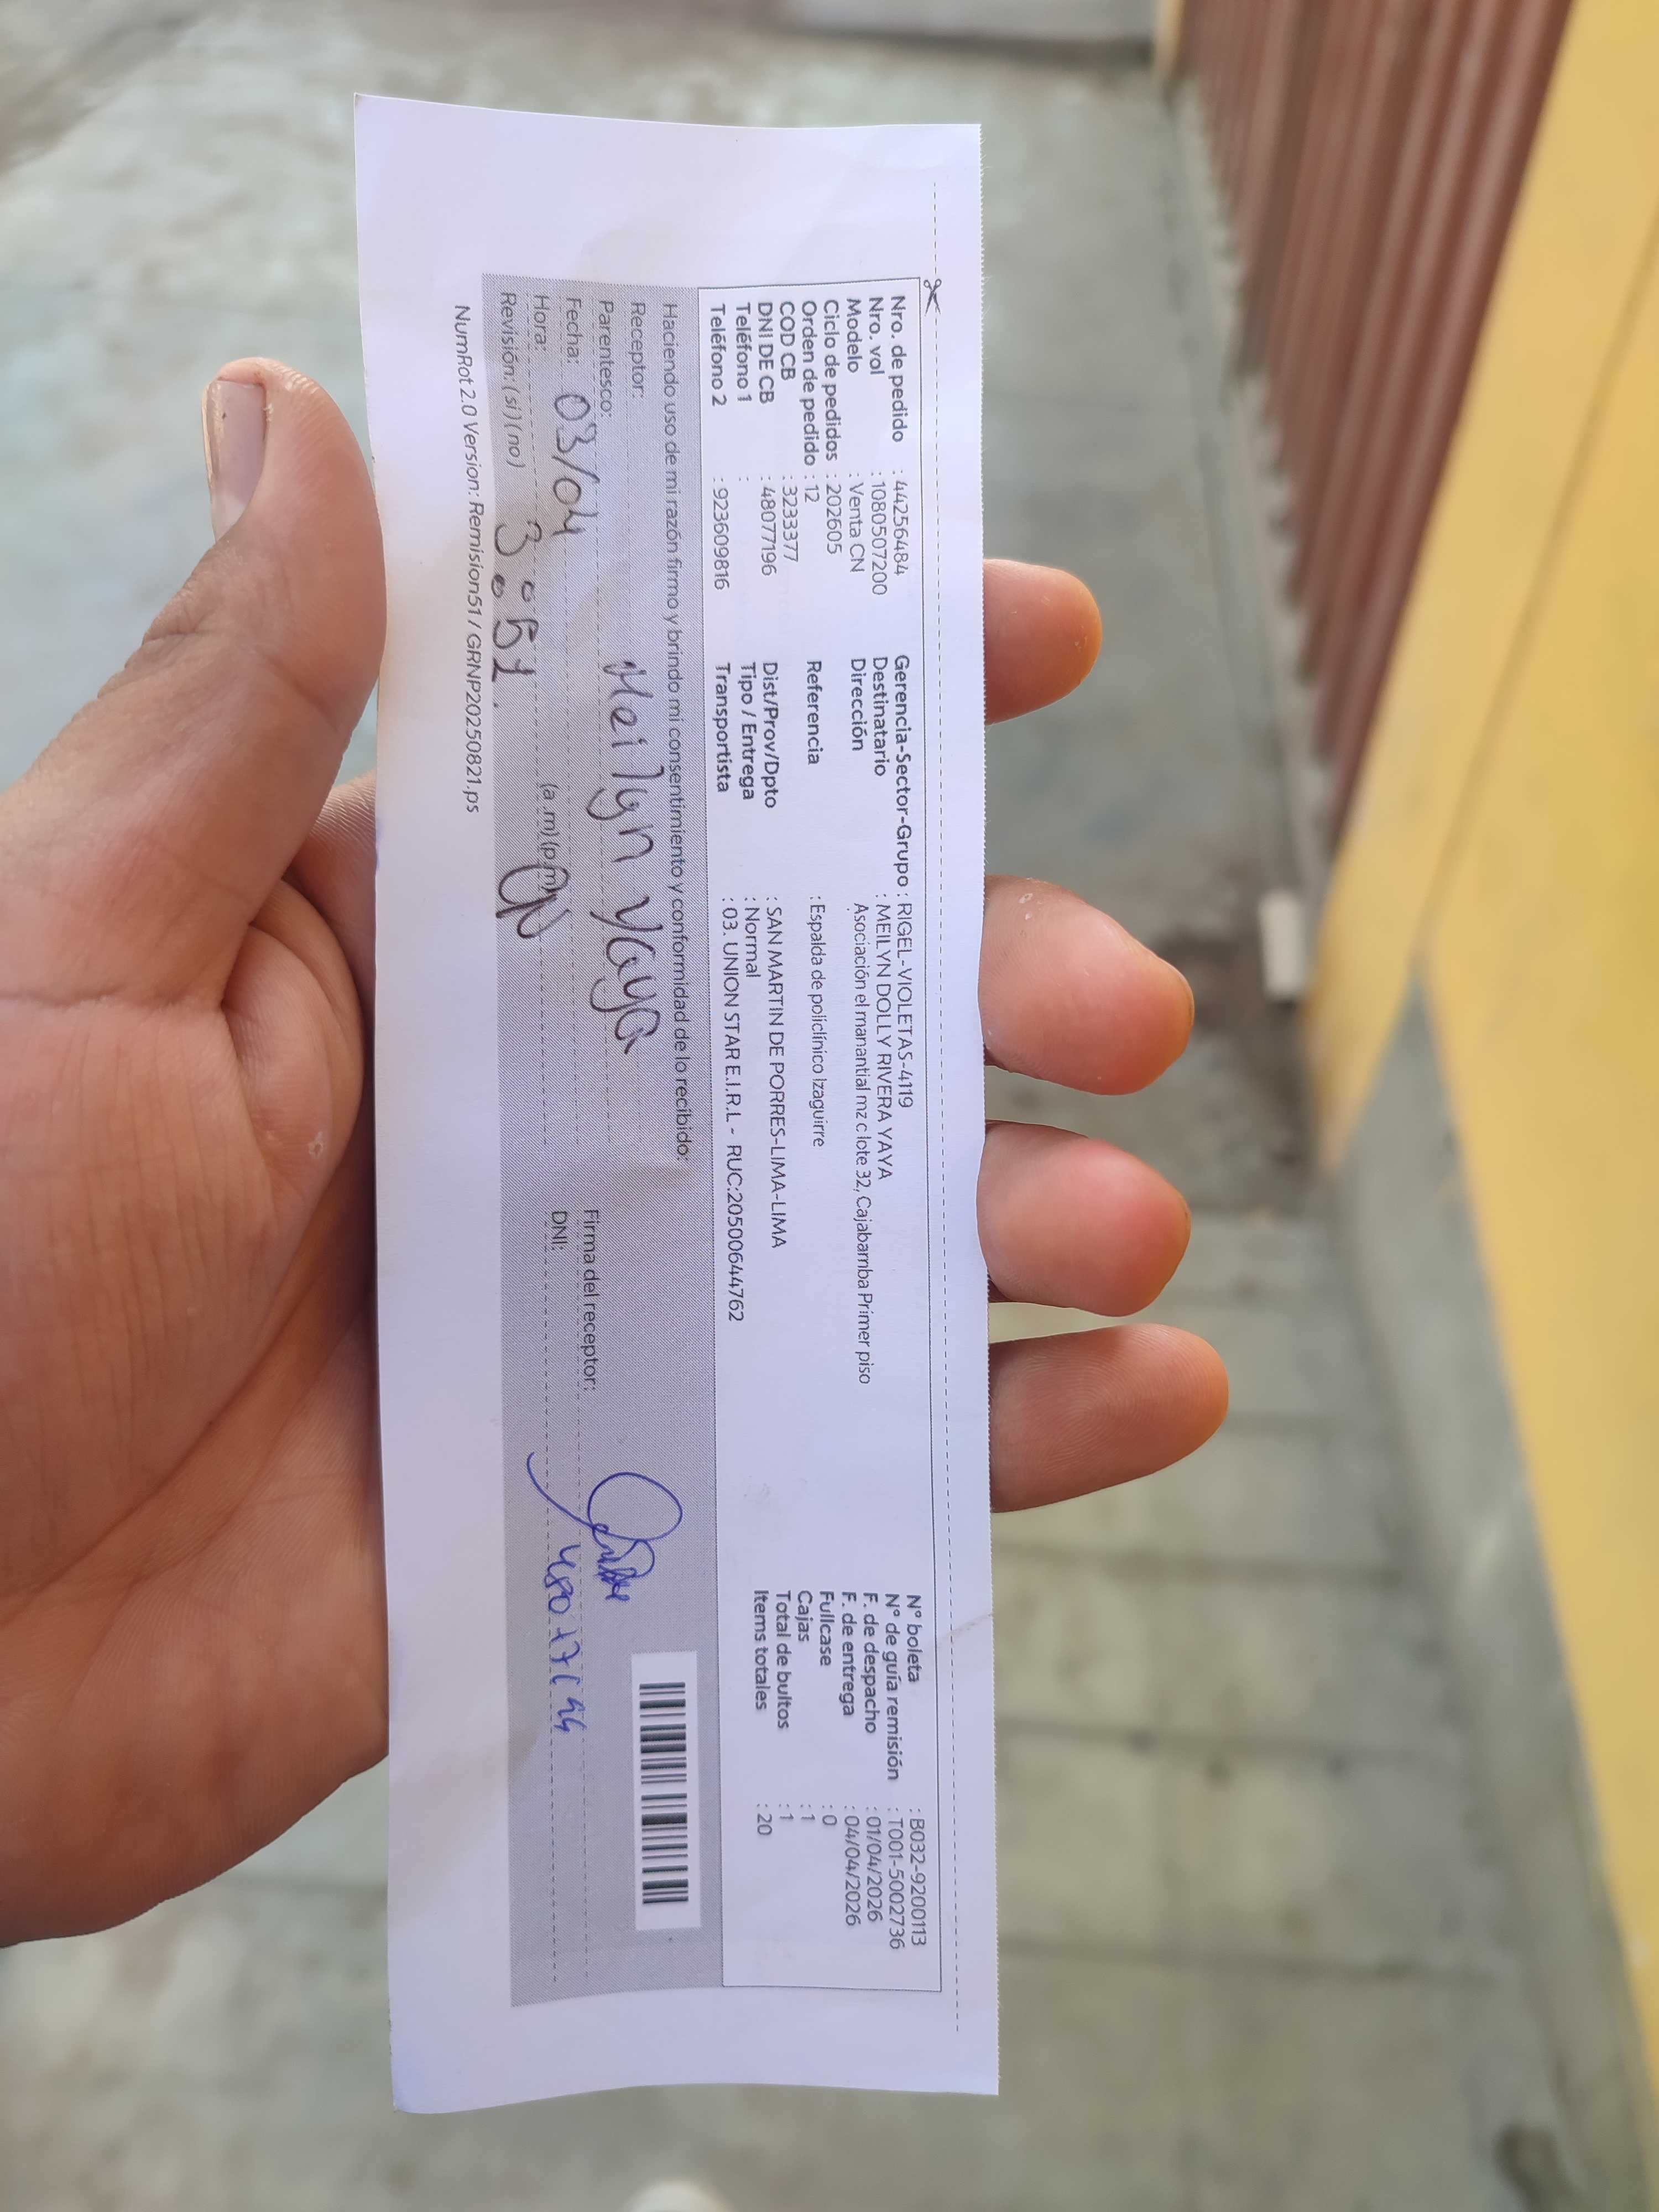 Nro. de pedido : 44256484 Gerencia-Sector-Grupo : RIGEL-VIOLETAS-4119 N° boleta : B032-9200113
Nro. vol : 1080507200 Destinatario : MEILYN DOLLY RIVERA YAYA N° de guía remisión : T001-5002736
Modelo : Venta CN Dirección Asociación el manantial mz c lote 32, Cajabamba Primer piso F. de despacho : 01/04/2026
Ciclo de pedidos : 202605 F. de entrega : 04/04/2026
Orden de pedido : 12 Referencia : Espalda de policlínico Izaguirre Fullcase : 0
COD CB : 3233377 Cajas : 1
DNI DE CB : 48077196 Dist/Prov/Dpto : SAN MARTIN DE PORRES-LIMA-LIMA Total de bultos : 1
Teléfono 1 : Tipo / Entrega : Normal Items totales : 20
Teléfono 2 : 923609816 Transportista : 03. UNION STAR E.I.R.L - RUC:20500644762
Haciendo uso de mi razón firmo y brindo mi consentimiento y conformidad de lo recibido:
Receptor: Meilyn Yaya
Parentesco: Firma del receptor:
Fecha: 03/04 DNI:
Hora: 3:51. (a.m)(p.m)
Revisión: (si)(no)
NumRot 2.0 Version: Remision51 / GRNP20250821.ps